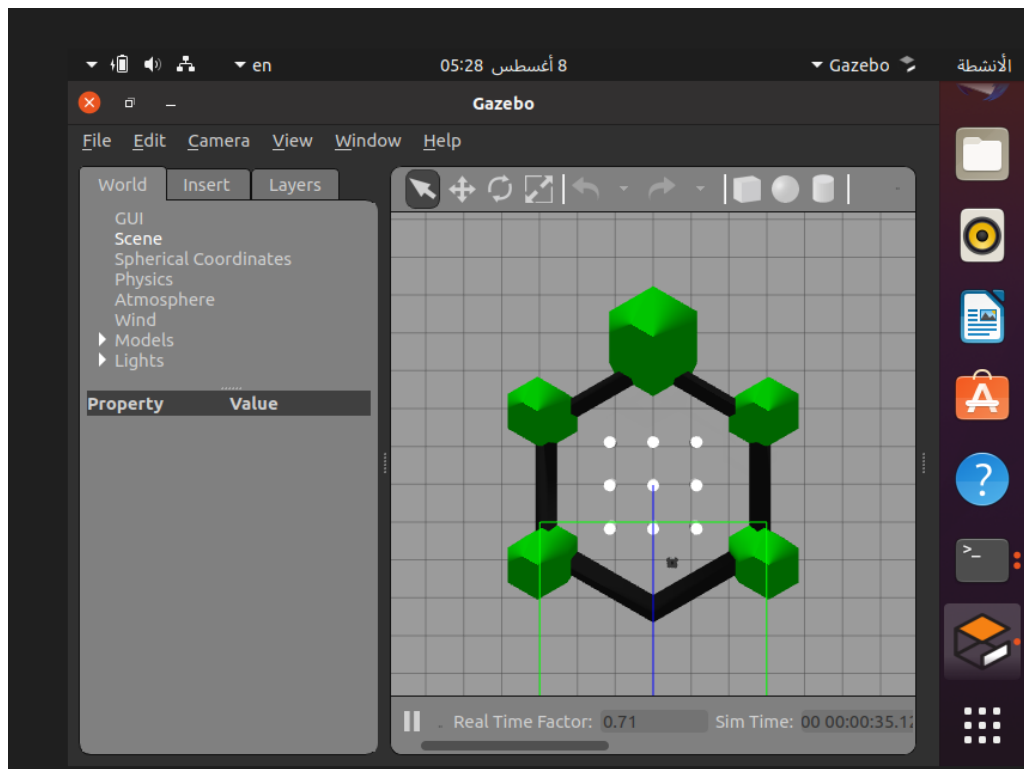 en
8 أغسطس 05:28
Gazebo
الأنشطة
Gazebo
File Edit Camera View Window Help
World Insert Layers
GUI
Scene
Spherical Coordinates
Physics
Atmosphere
Wind
Models
Lights
Property Value
Real Time Factor: 0.71 Sim Time: 00 00:00:35.12